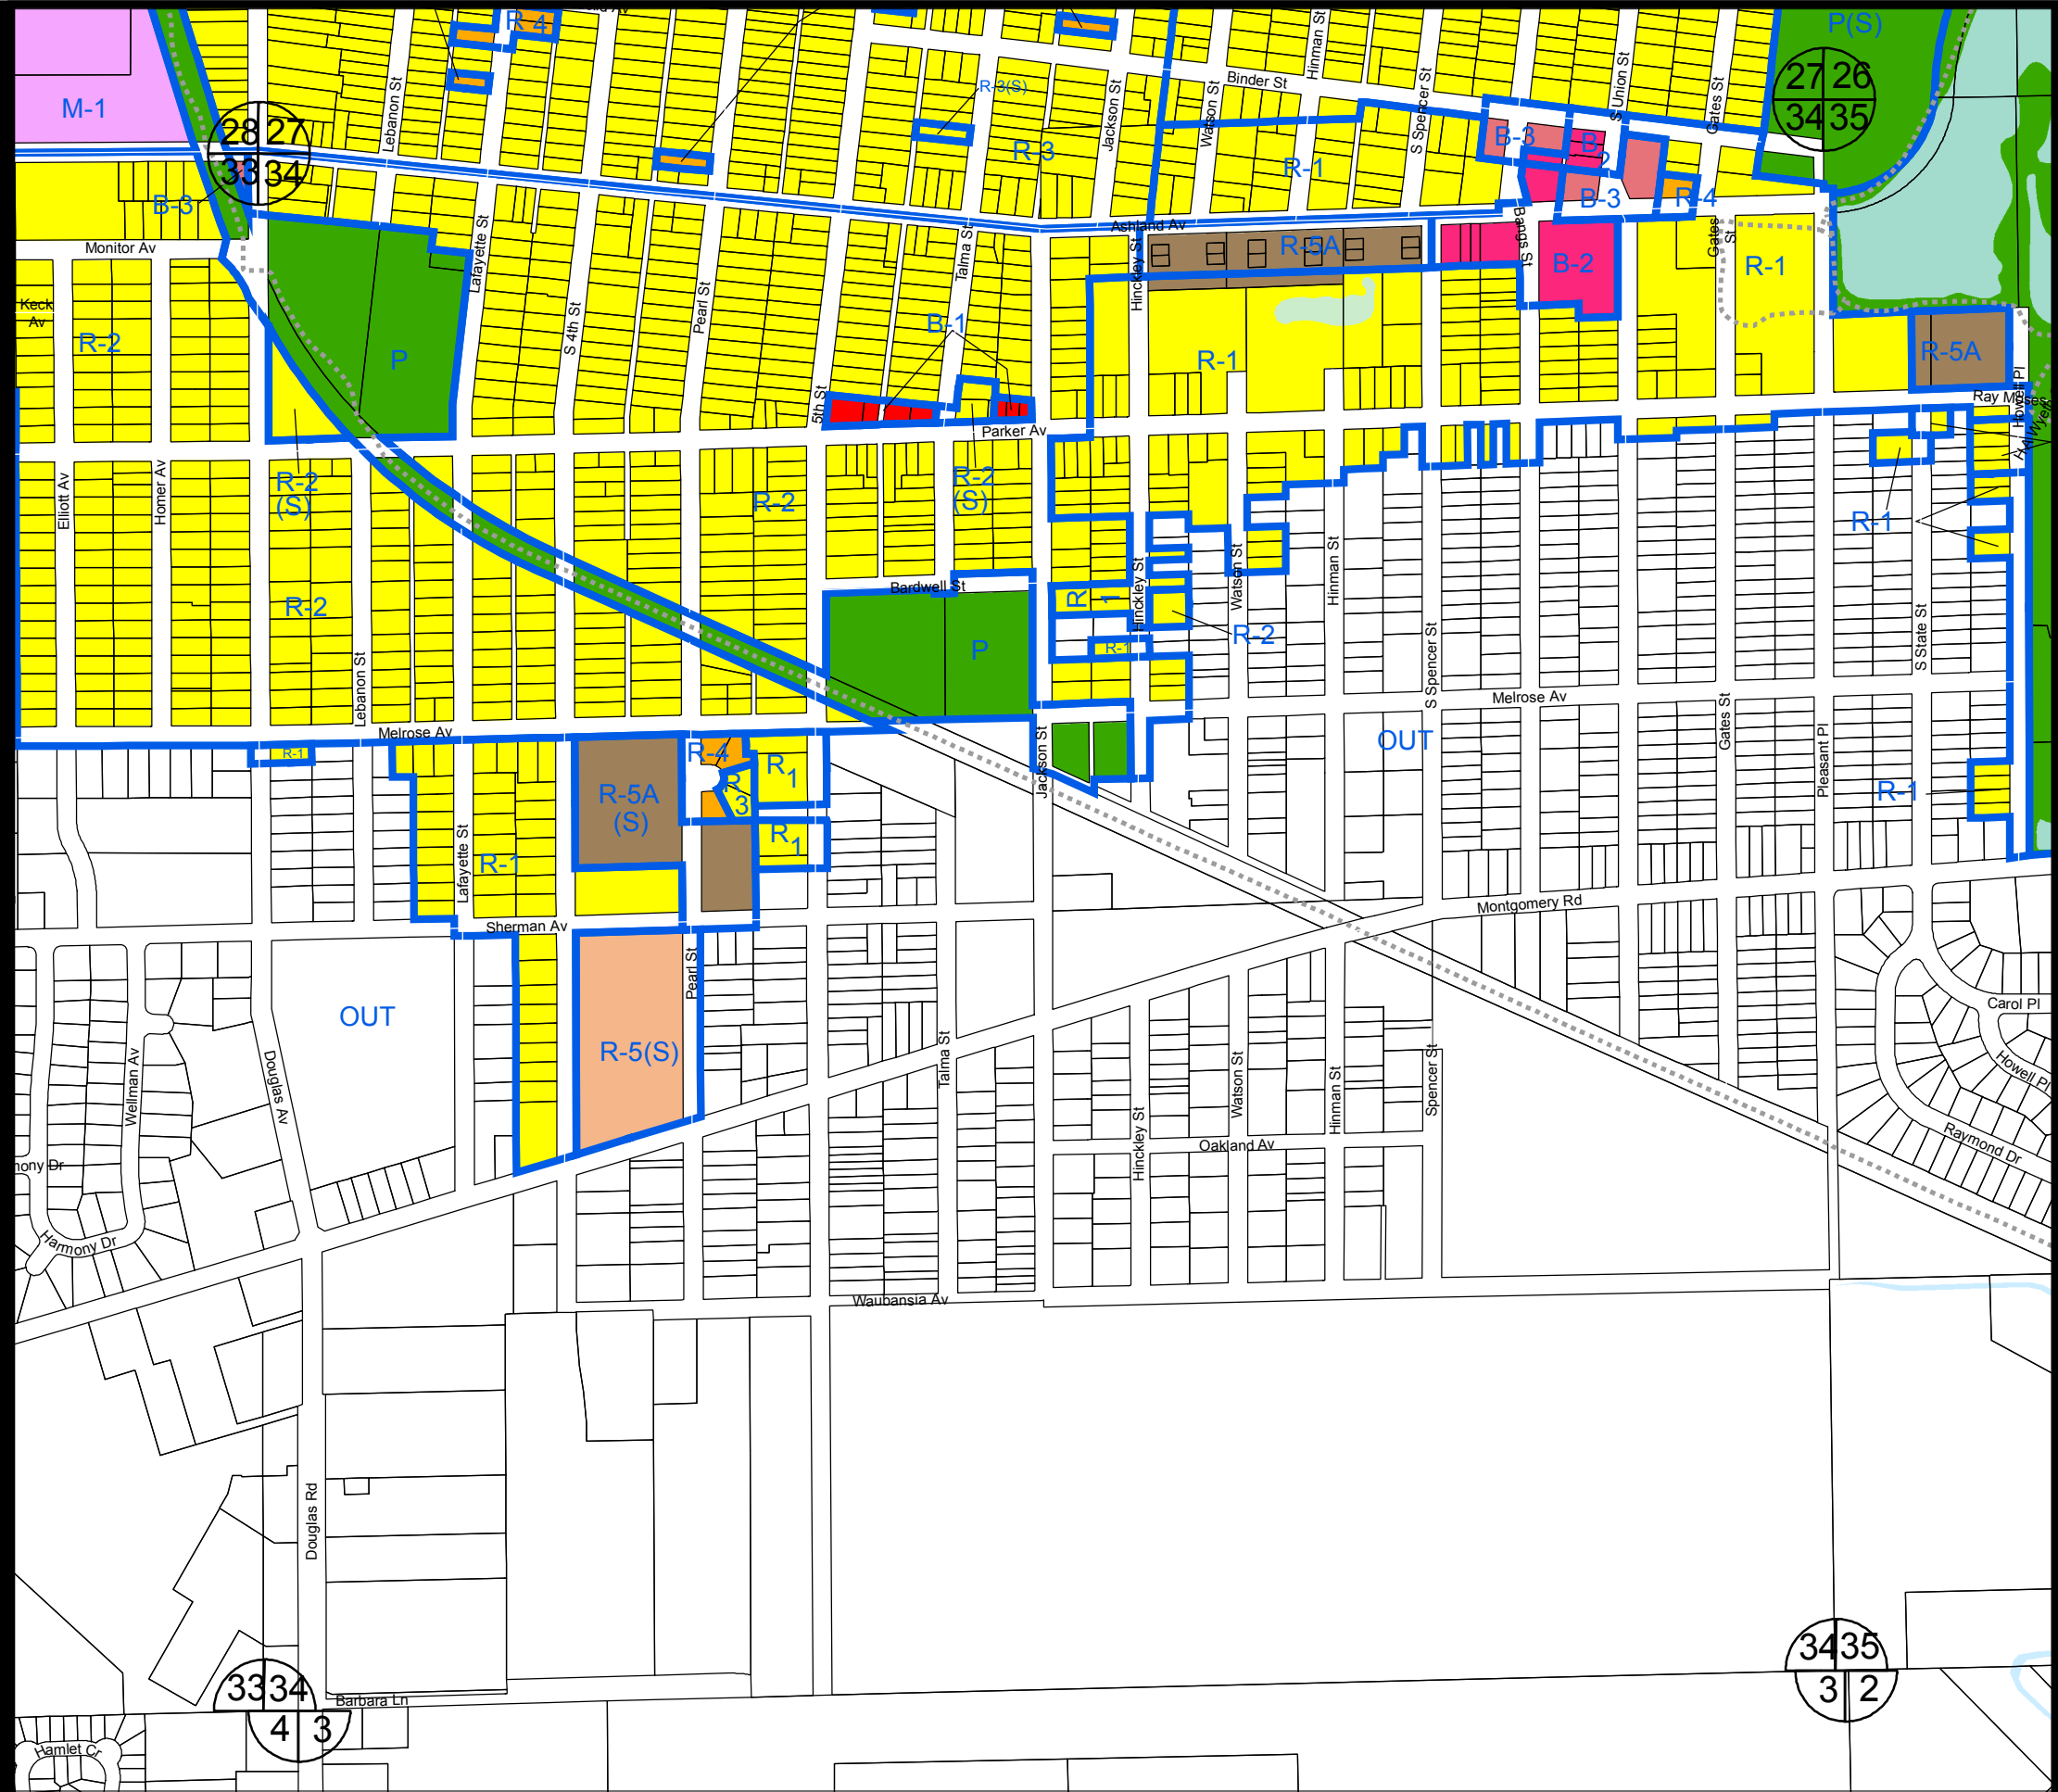 R-4
P(S)
M-1
Lebanon St
R-3(S)
Jackson St
Watson St
Binder St
Hinman St
S Spencer St
S Union St
Gates St
27 26
34 35
28 27
33 34
R-3
R-1
B-3
B-
2
B-3
R-4
B-3
Monitor Av
Lafayette St
S 4th St
Pearl St
Talma St
Ashland Av
Hinckley St
R-5A
Bangs St
B-2
Gates
St
R-1
Keck
Av
R-2
P
B-1
R-1
R-5A
Howell Pl
5th St
Parker Av
Elliott Av
Homer Av
R-2
(S)
R-2
R-2
(S)
R-1
R-2
Bardwell St
R
1
Hinckley St
Watson St
Hinman St
S Spencer St
S State St
P
R-1
R-2
Lebanon St
Melrose Av
Melrose Av
R-1
R-4
R
3
R
1
R
1
Jackson St
OUT
Gates St
Pleasant Pl
R-1
R-5A
(S)
Lafayette St
R-1
Sherman Av
Montgomery Rd
Pearl St
OUT
R-5(S)
Carol Pl
Howell Pl
Raymond Dr
Wellman Av
Douglas Av
Talma St
Hinckley St
Watson St
Hinman St
Spencer St
Oakland Av
mony Dr
Harmony Dr
Waubansia Av
Douglas Rd
33 34
4 3
34 35
3 2
Barbara Ln
Hamlet Cr